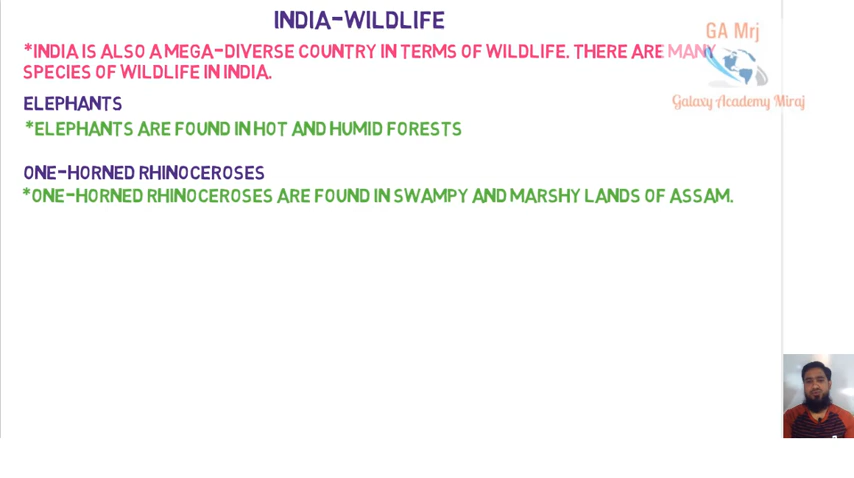 INDIA-WILDLIFE
GA Mrj
*INDIA IS ALSO A MEGA-DIVERSE COUNTRY IN TERMS OF WILDLIFE. THERE ARE MANY
SPECIES OF WILDLIFE IN INDIA.
Galaxy Academy Miraj
ELEPHANTS
*ELEPHANTS ARE FOUND IN HOT AND HUMID FORESTS
ONE-HORNED RHINOCEROSES
*ONE-HORNED RHINOCEROSES ARE FOUND IN SWAMPY AND MARSHY LANDS OF ASSAM.